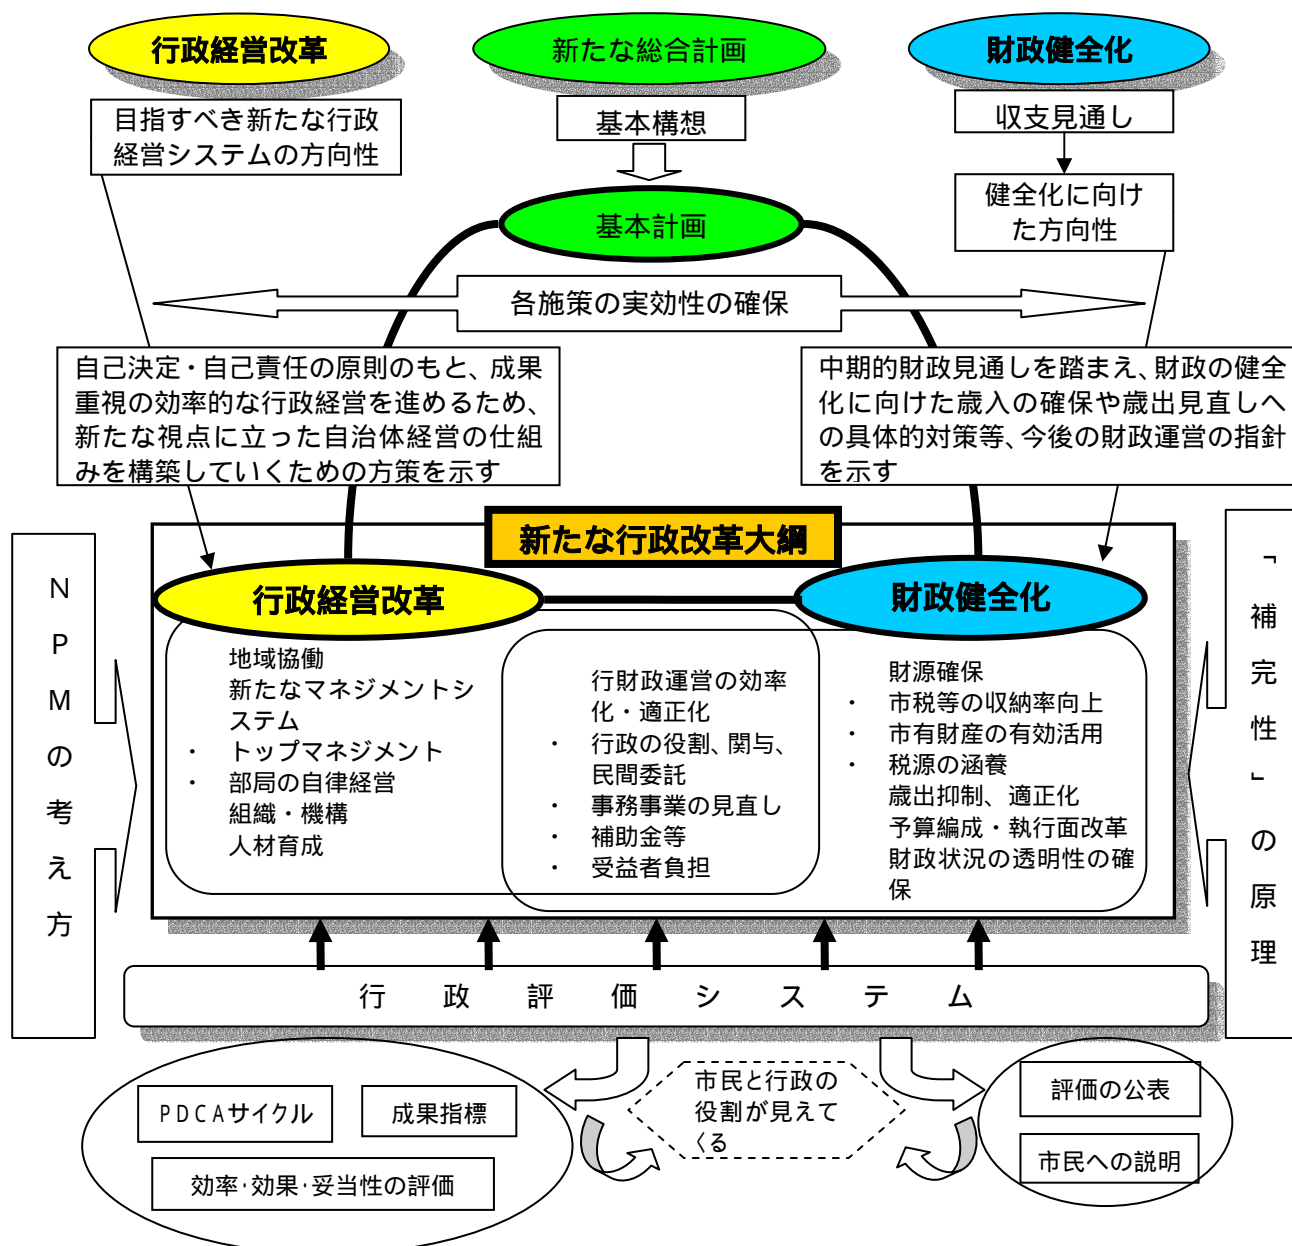 行政経営改革
新たな総合計画
財政健全化
目指すべき新たな行政
経営システムの方向性
基本構想
収支見通し
健全化に向け
た方向性
基本計画
各施策の実効性の確保
自己決定・自己責任の原則のもと、成果
重視の効率的な行政経営を進めるため、
新たな視点に立った自治体経営の仕組
みを構築していくための方策を示す
中期的財政見通しを踏まえ、財政の健全
化に向けた歳入の確保や歳出見直しへ
の具体的対策等、今後の財政運営の指針
を示す
新たな行政改革大綱
行政経営改革
財政健全化
NPMの考え方
「補完性」の原理
地域協働
新たなマネジメントシ
ステム
・ トップマネジメント
・ 部局の自律経営
組織・機構
人材育成
行財政運営の効率
化・適正化
・ 行政の役割、関与、
民間委託
・ 事務事業の見直し
・ 補助金等
・ 受益者負担
財源確保
・ 市税等の収納率向上
・ 市有財産の有効活用
・ 税源の涵養
歳出抑制、適正化
予算編成・執行面改革
財政状況の透明性の確
保
行政評価システム
PDCAサイクル
成果指標
効率・効果・妥当性の評価
市民と行政の
役割が見えて
くる
評価の公表
市民への説明